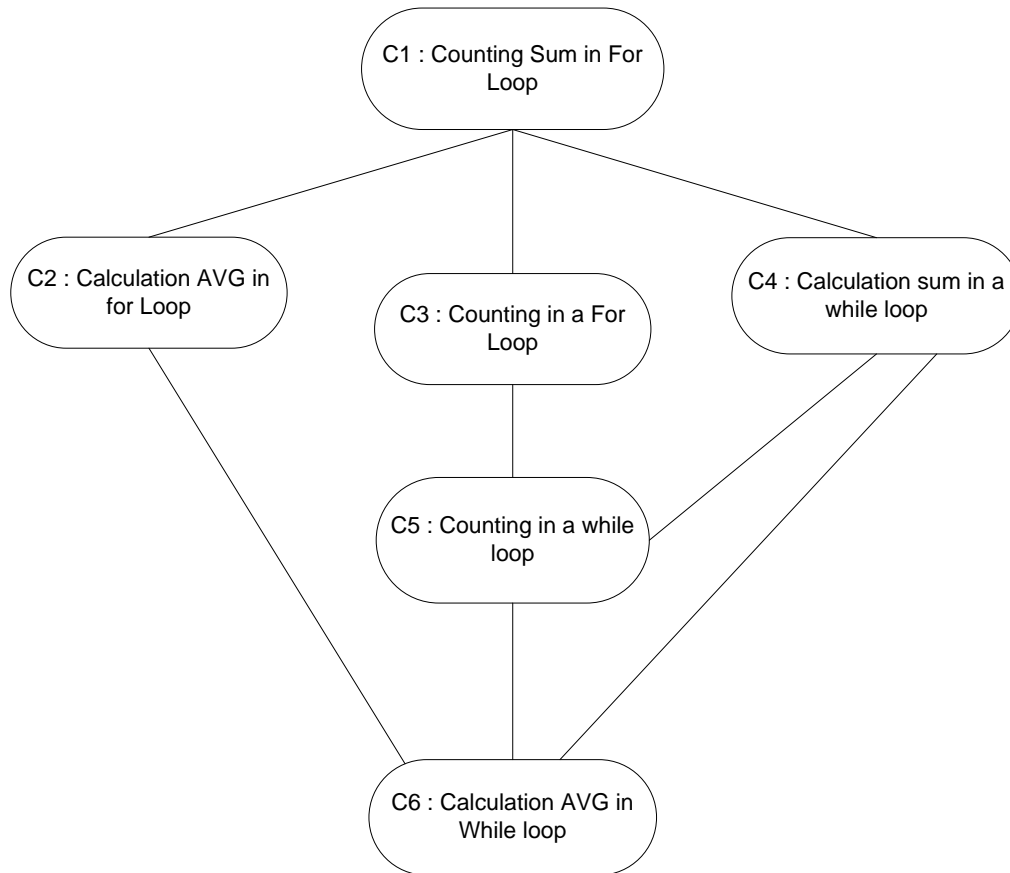 C1 : Counting Sum in For
Loop
C2 : Calculation AVG in
for Loop
C3 : Counting in a For
Loop
C4 : Calculation sum in a
while loop
C5 : Counting in a while
loop
C6 : Calculation AVG in
While loop